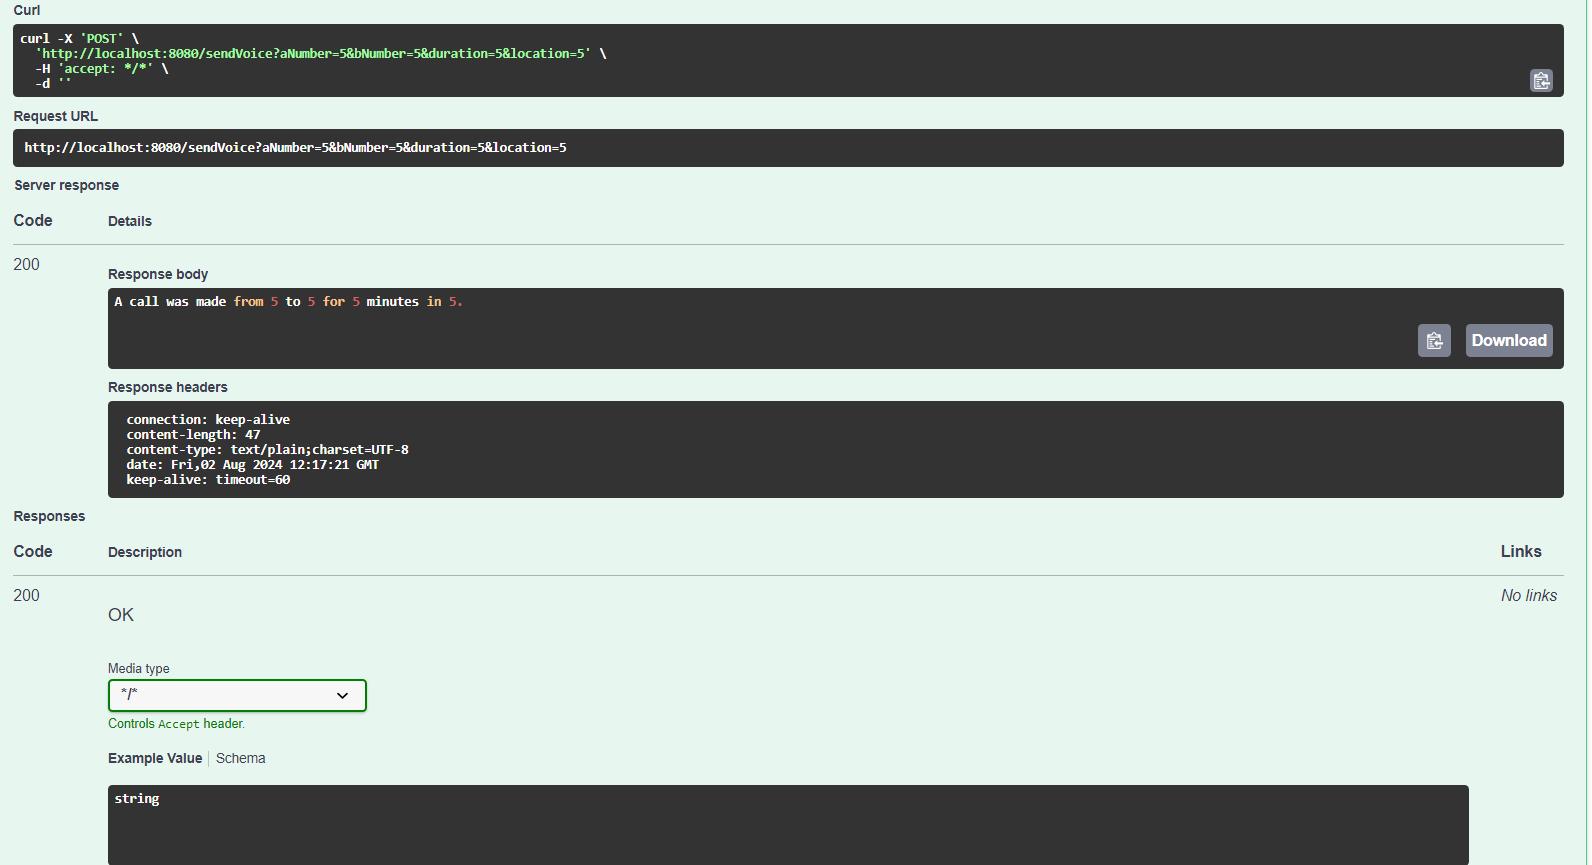 Curl
curl -X 'POST' \
'http://localhost:8080/sendVoice?aNumber=5&bNumber=5&duration=5&location=5' \
-H 'accept: */*' \
-d ''
Request URL
http://localhost:8080/sendVoice?aNumber=5&bNumber=5&duration=5&location=5
Server response
Code Details
200
Response body
A call was made from 5 to 5 for 5 minutes in 5.
Download
Response headers
connection: keep-alive
content-length: 47
content-type: text/plain;charset=UTF-8
date: Fri,02 Aug 2024 12:17:21 GMT
keep-alive: timeout=60
Responses
Code Description Links
200 No links
OK
Media type
*/*
Controls Accept header.
Example Value Schema
string